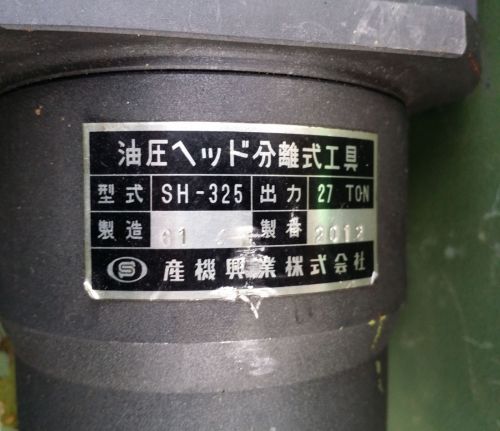 油圧ヘッド分離式工具
型式 SH-325 出力 27 TON
製造 61 製番 2012
産機興業株式会社